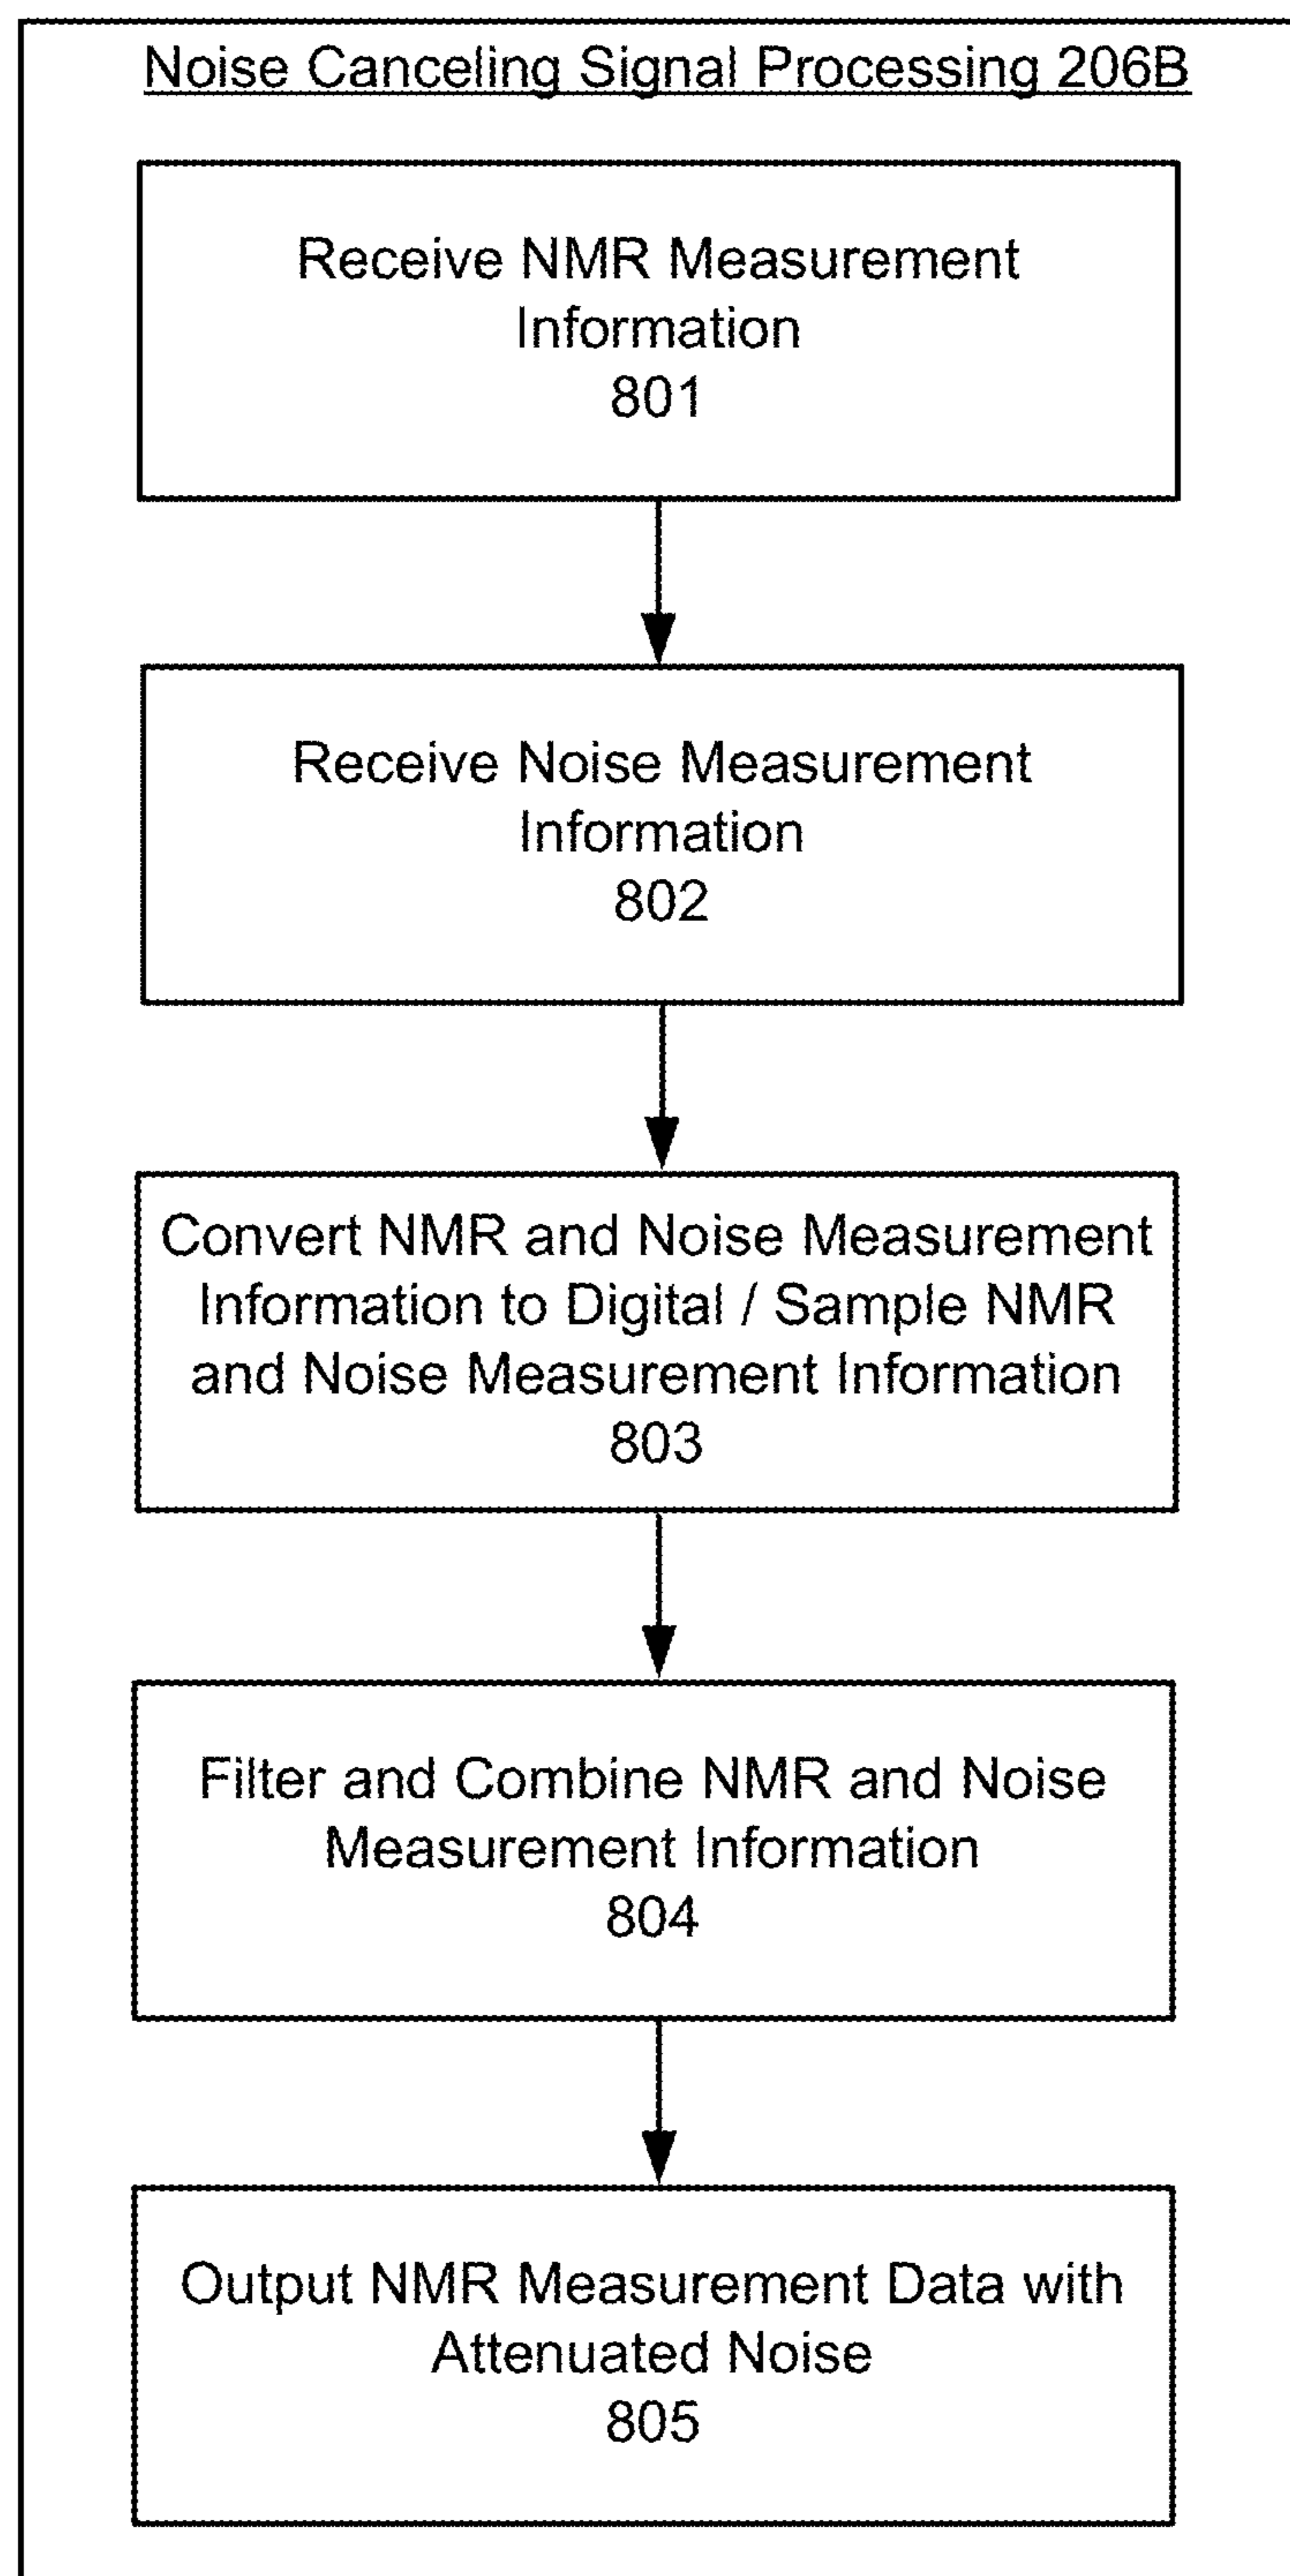 Noise Canceling Signal Processing 206B
Receive NMR Measurement
Information
801
Receive Noise Measurement
Information
802
Convert NMR and Noise Measurement
Information to Digital / Sample NMR
and Noise Measurement Information
803
Filter and Combine NMR and Noise
Measurement Information
804
Output NMR Measurement Data with
Attenuated Noise
805